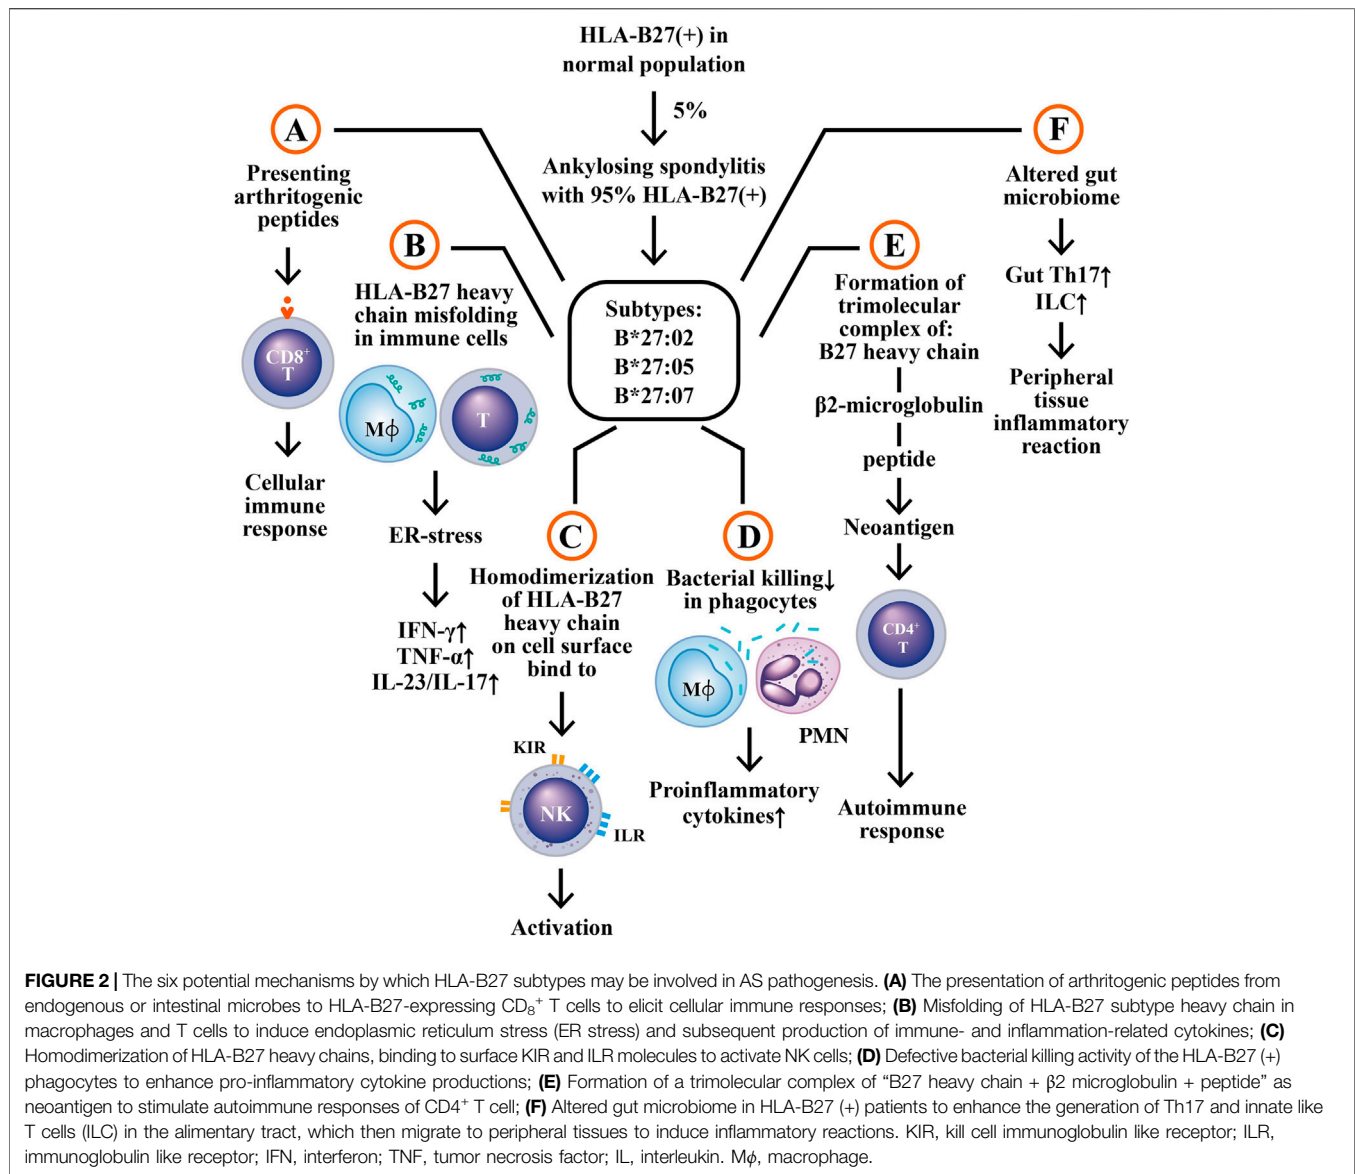 HLA-B27(+) in
normal population
5%
Ankylosing spondylitis
with 95% HLA-B27(+)
Subtypes:
B*27:02
B*27:05
B*27:07
A
Presenting
arthritogenic
peptides
CD8⁺
T
Cellular
immune
response
B
HLA-B27 heavy
chain misfolding
in immune cells
Mϕ
T
ER-stress
IFN-γ↑
TNF-α↑
IL-23/IL-17↑
C
Homodimerization
of HLA-B27
heavy chain
on cell surface
bind to
KIR
NK
ILR
Activation
D
Bacterial killing↓
in phagocytes
Mϕ
PMN
Proinflammatory
cytokines↑
E
Formation of
trimolecular
complex of:
B27 heavy chain
β2-microglobulin
peptide
Neoantigen
CD4⁺
T
Autoimmune
response
F
Altered gut
microbiome
Gut Th17↑
ILC↑
Peripheral
tissue
inflammatory
reaction
FIGURE 2 | The six potential mechanisms by which HLA-B27 subtypes may be involved in AS pathogenesis. (A) The presentation of arthritogenic peptides from
endogenous or intestinal microbes to HLA-B27-expressing CD₈⁺ T cells to elicit cellular immune responses; (B) Misfolding of HLA-B27 subtype heavy chain in
macrophages and T cells to induce endoplasmic reticulum stress (ER stress) and subsequent production of immune- and inflammation-related cytokines; (C)
Homodimerization of HLA-B27 heavy chains, binding to surface KIR and ILR molecules to activate NK cells; (D) Defective bacterial killing activity of the HLA-B27 (+)
phagocytes to enhance pro-inflammatory cytokine productions; (E) Formation of a trimolecular complex of “B27 heavy chain + β2 microglobulin + peptide” as
neoantigen to stimulate autoimmune responses of CD4⁺ T cell; (F) Altered gut microbiome in HLA-B27 (+) patients to enhance the generation of Th17 and innate like
T cells (ILC) in the alimentary tract, which then migrate to peripheral tissues to induce inflammatory reactions. KIR, kill cell immunoglobulin like receptor; ILR,
immunoglobulin like receptor; IFN, interferon; TNF, tumor necrosis factor; IL, interleukin. Mϕ, macrophage.